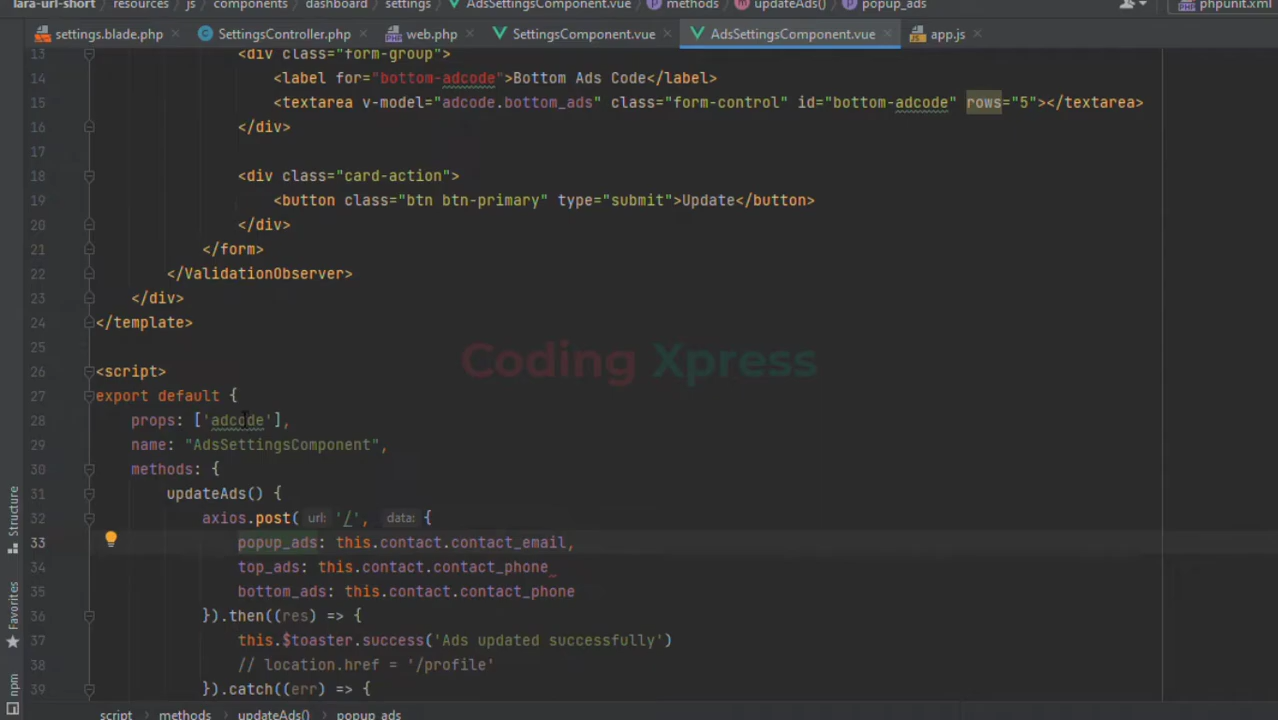 lara-url-short resources js components dashboard settings AdsSettingsComponent.vue methods updateAds() popup_ads phpunit.xml
settings.blade.php SettingsController.php web.php SettingsComponent.vue AdsSettingsComponent.vue app.js
13 <div class="form-group">
14 <label for="bottom-adcode">Bottom Ads Code</label>
15 <textarea v-model="adcode.bottom_ads" class="form-control" id="bottom-adcode" rows="5"></textarea>
16 </div>
17
18 <div class="card-action">
19 <button class="btn btn-primary" type="submit">Update</button>
20 </div>
21 </form>
22 </ValidationObserver>
23 </div>
24 </template>
25
Coding Xpress
26 <script>
27 export default {
28 props: ['adcode'],
29 name: "AdsSettingsComponent",
30 methods: {
31 updateAds() {
32 axios.post( url: '/', data: {
33 popup_ads: this.contact.contact_email,
34 top_ads: this.contact.contact_phone
35 bottom_ads: this.contact.contact_phone
36 }).then((res) => {
37 this.$toaster.success('Ads updated successfully')
38 // location.href = '/profile'
39 }).catch((err) => {
Structure
Favorites
npm
script methods updateAds() popup_ads